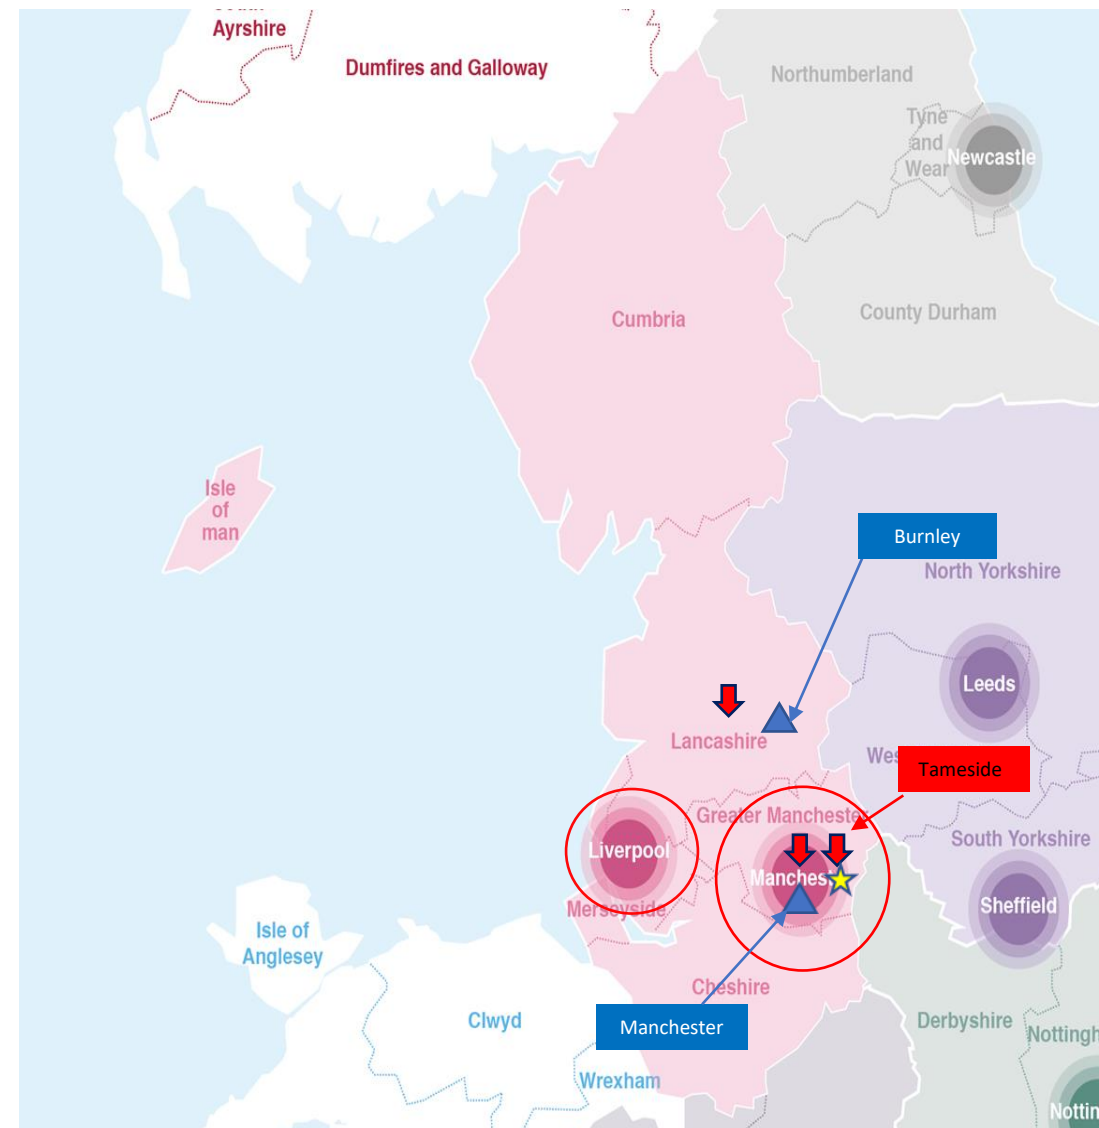 Ayrshire
Dumfires and Galloway
Northumberland
Tyne
and
Wear
Newcastle
Cumbria
County Durham
Isle
of
man
Burnley
North Yorkshire
Leeds
Lancashire
Tameside
Greater Manchester
South Yorkshire
Liverpool
Manchester
Merseyside
Sheffield
Isle of
Anglesey
Cheshire
Clwyd
Manchester
Derbyshire
Wrexham